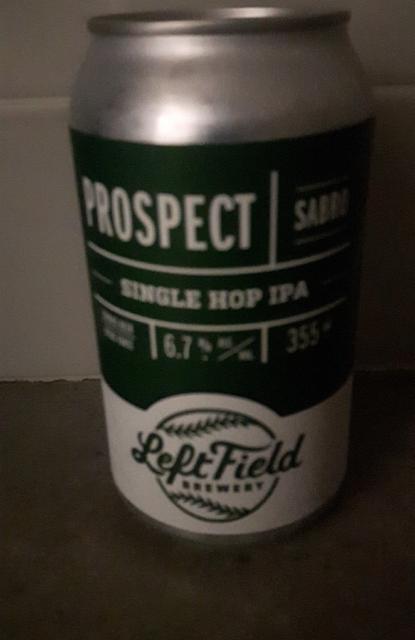 PROSPECT
SABRO
SINGLE HOP IPA
6.7 %
355
Left Field
BREWERY